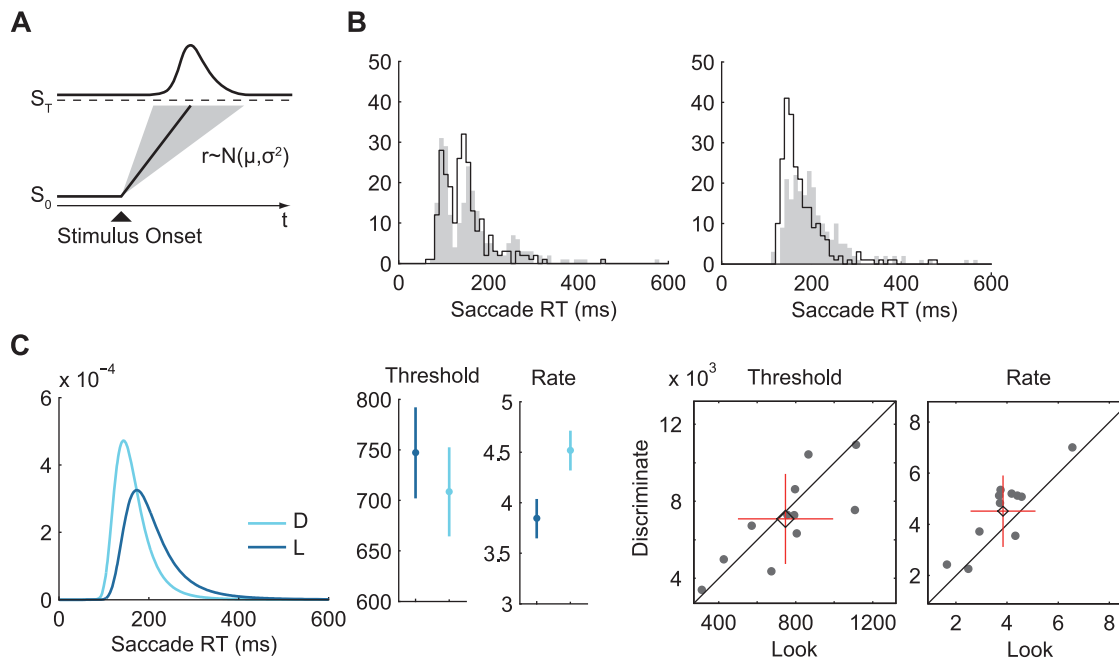 A
S_T
r~N(μ,σ²)
S_0
t
Stimulus Onset
B
50
40
30
20
10
0
0 200 400 600
Saccade RT (ms)
50
40
30
20
10
0
0 200 400 600
Saccade RT (ms)
C
x 10⁻⁴
6
4
2
0
0 200 400 600
Saccade RT (ms)
D
L
Threshold
800
750
700
650
600
Rate
5
4.5
4
3.5
3
x 10³
Threshold
12
8
4
Discriminate
400 800 1200
Look
Rate
8
6
4
2
2 4 6 8
Look